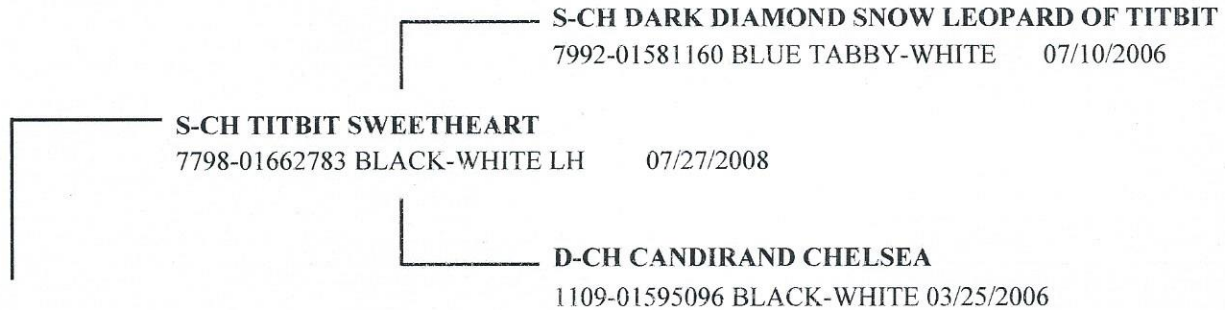 S-CH DARK DIAMOND SNOW LEOPARD OF TITBIT
7992-01581160 BLUE TABBY-WHITE 07/10/2006
S-CH TITBIT SWEETHEART
7798-01662783 BLACK-WHITE LH 07/27/2008
D-CH CANDIRAND CHELSEA
1109-01595096 BLACK-WHITE 03/25/2006